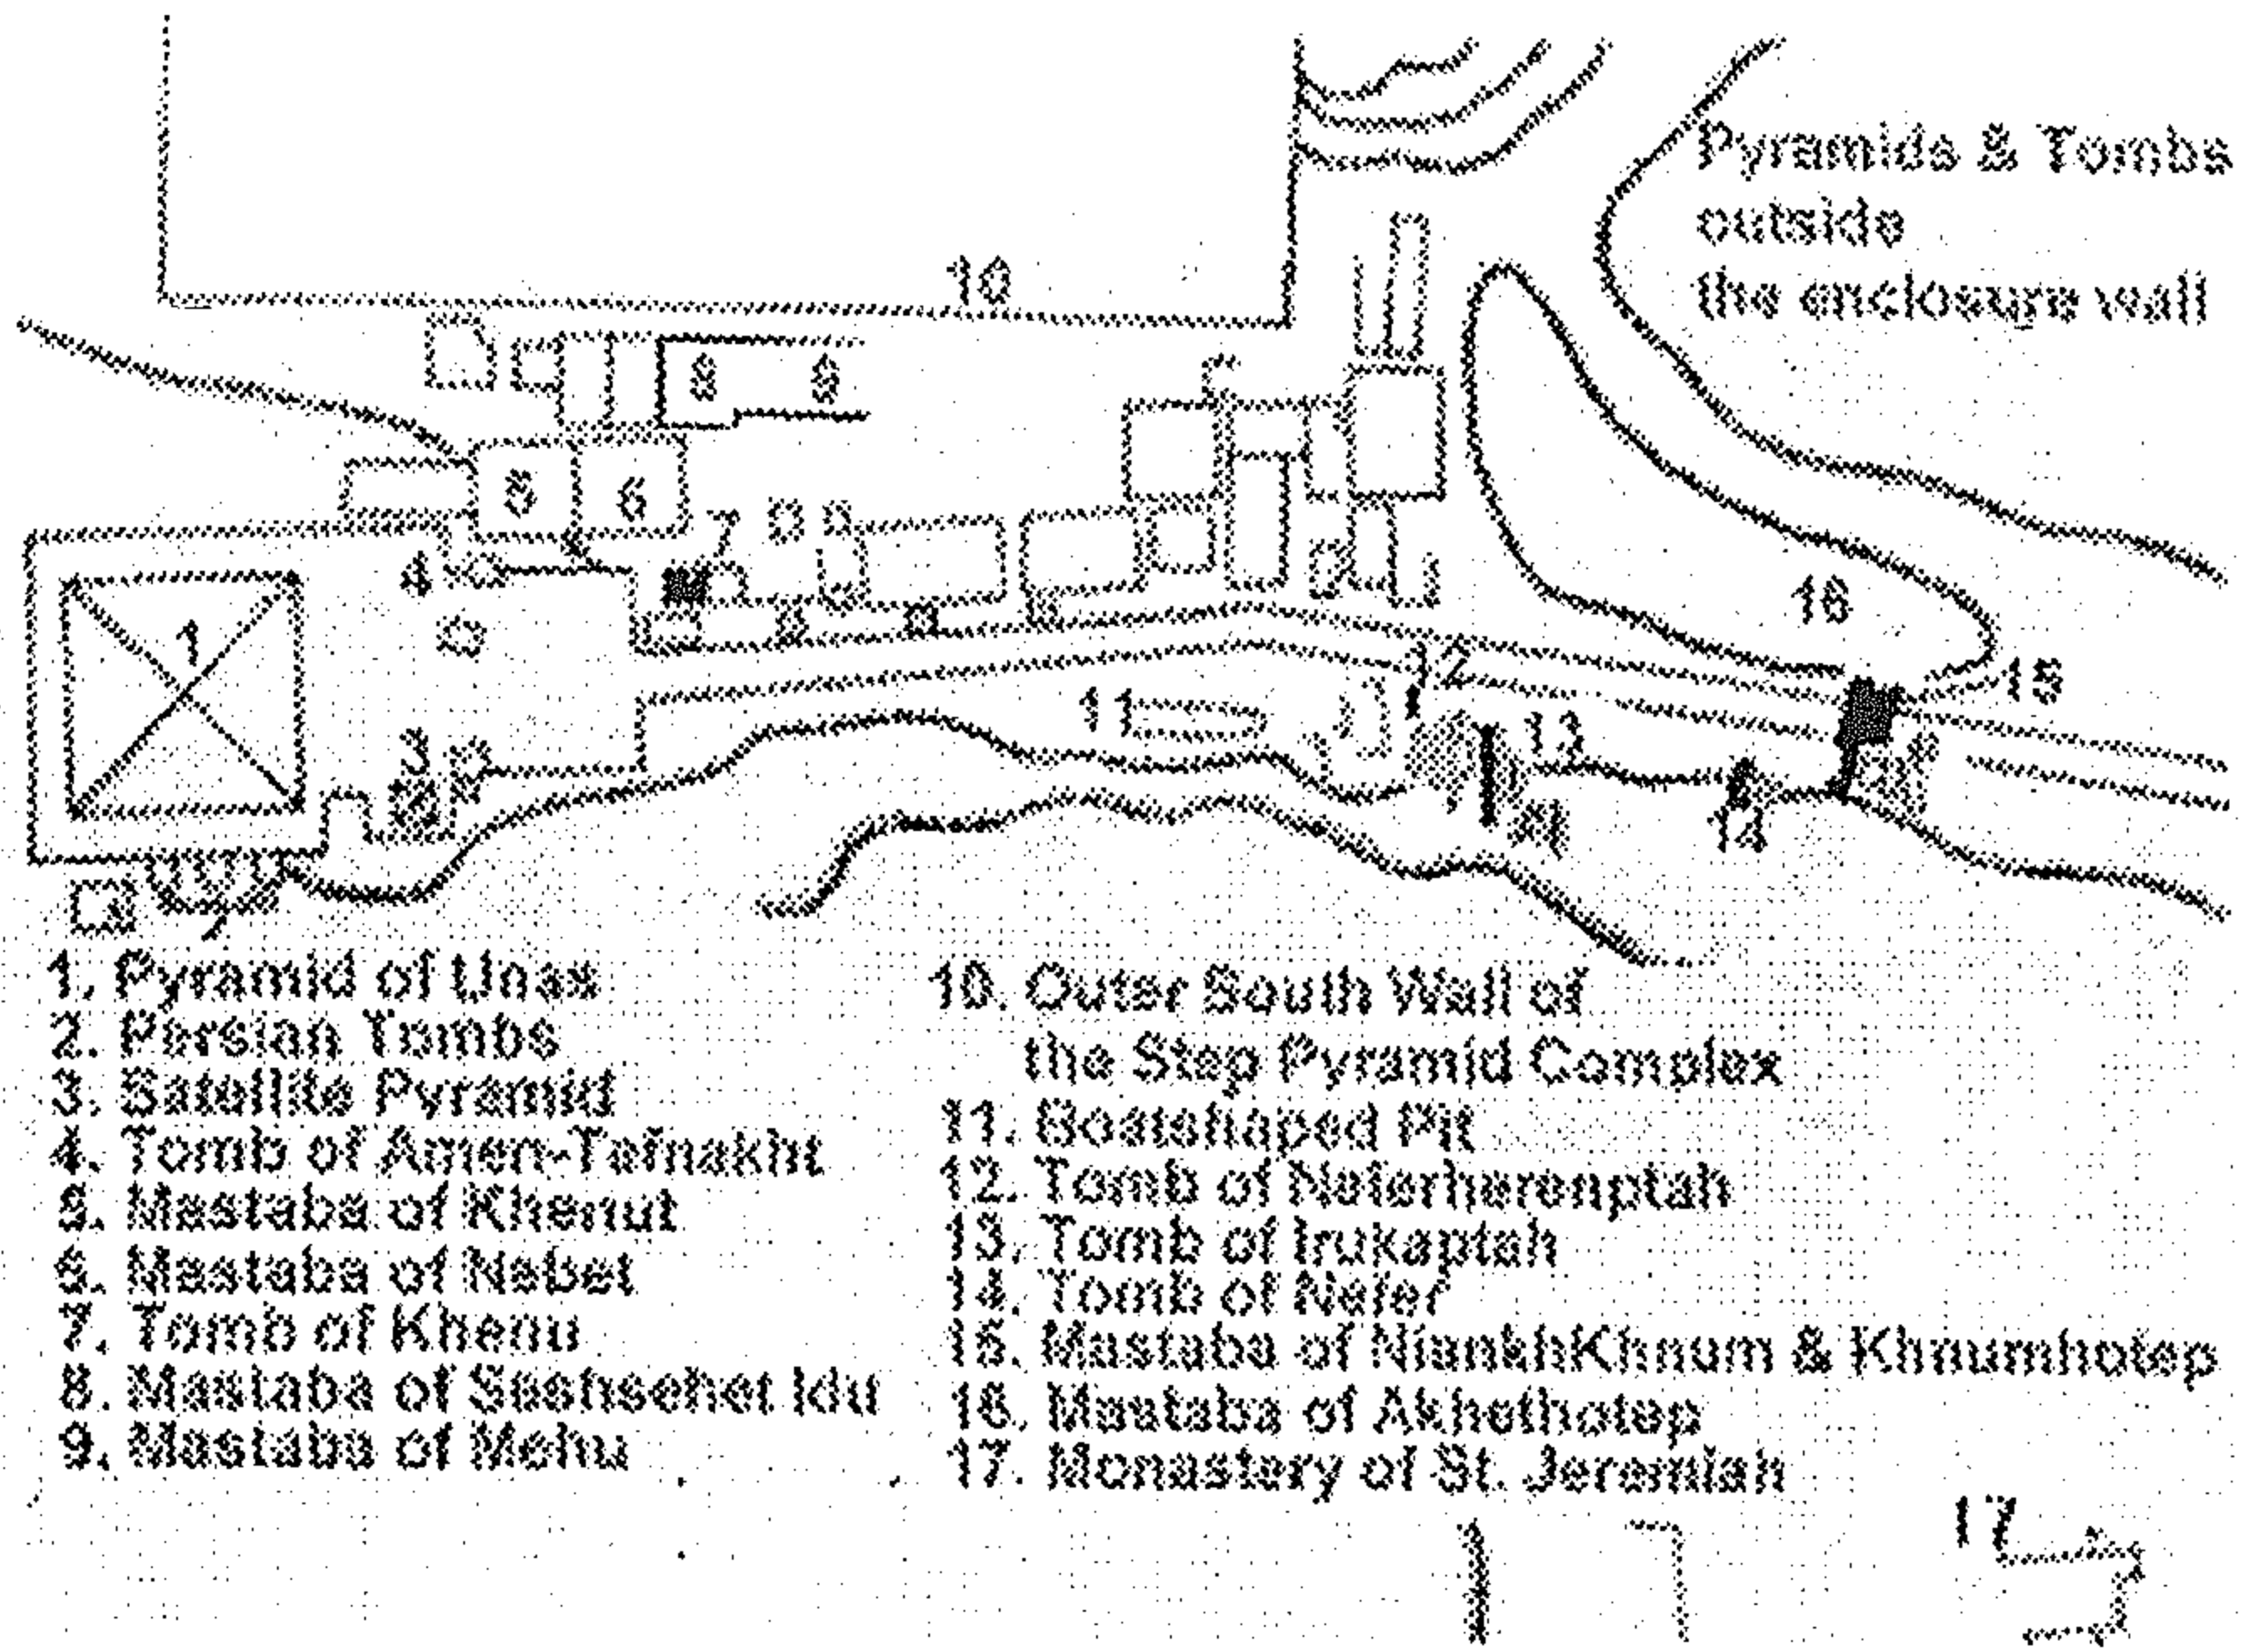 Pyramids & Tombs
outside
the enclosure wall
10
8 9
5 6
7
4
1
16
12
15
11
13
3
14
2
1. Pyramid of Unas
2. Persian Tombs
3. Satellite Pyramid
4. Tomb of Amen-Tefnakht
5. Mastaba of Khenut
6. Mastaba of Nebet
7. Tomb of Khenu
8. Mastaba of Seshsehet Idu
9. Mastaba of Mehu
10. Outer South Wall of
the Step Pyramid Complex
11. Boatshaped Pit
12. Tomb of Neferherenptah
13. Tomb of Irukaptah
14. Tomb of Nefer
15. Mastaba of NiankhKhnum & Khnumhotep
16. Mastaba of Akhethotep
17. Monastery of St. Jeremiah
17